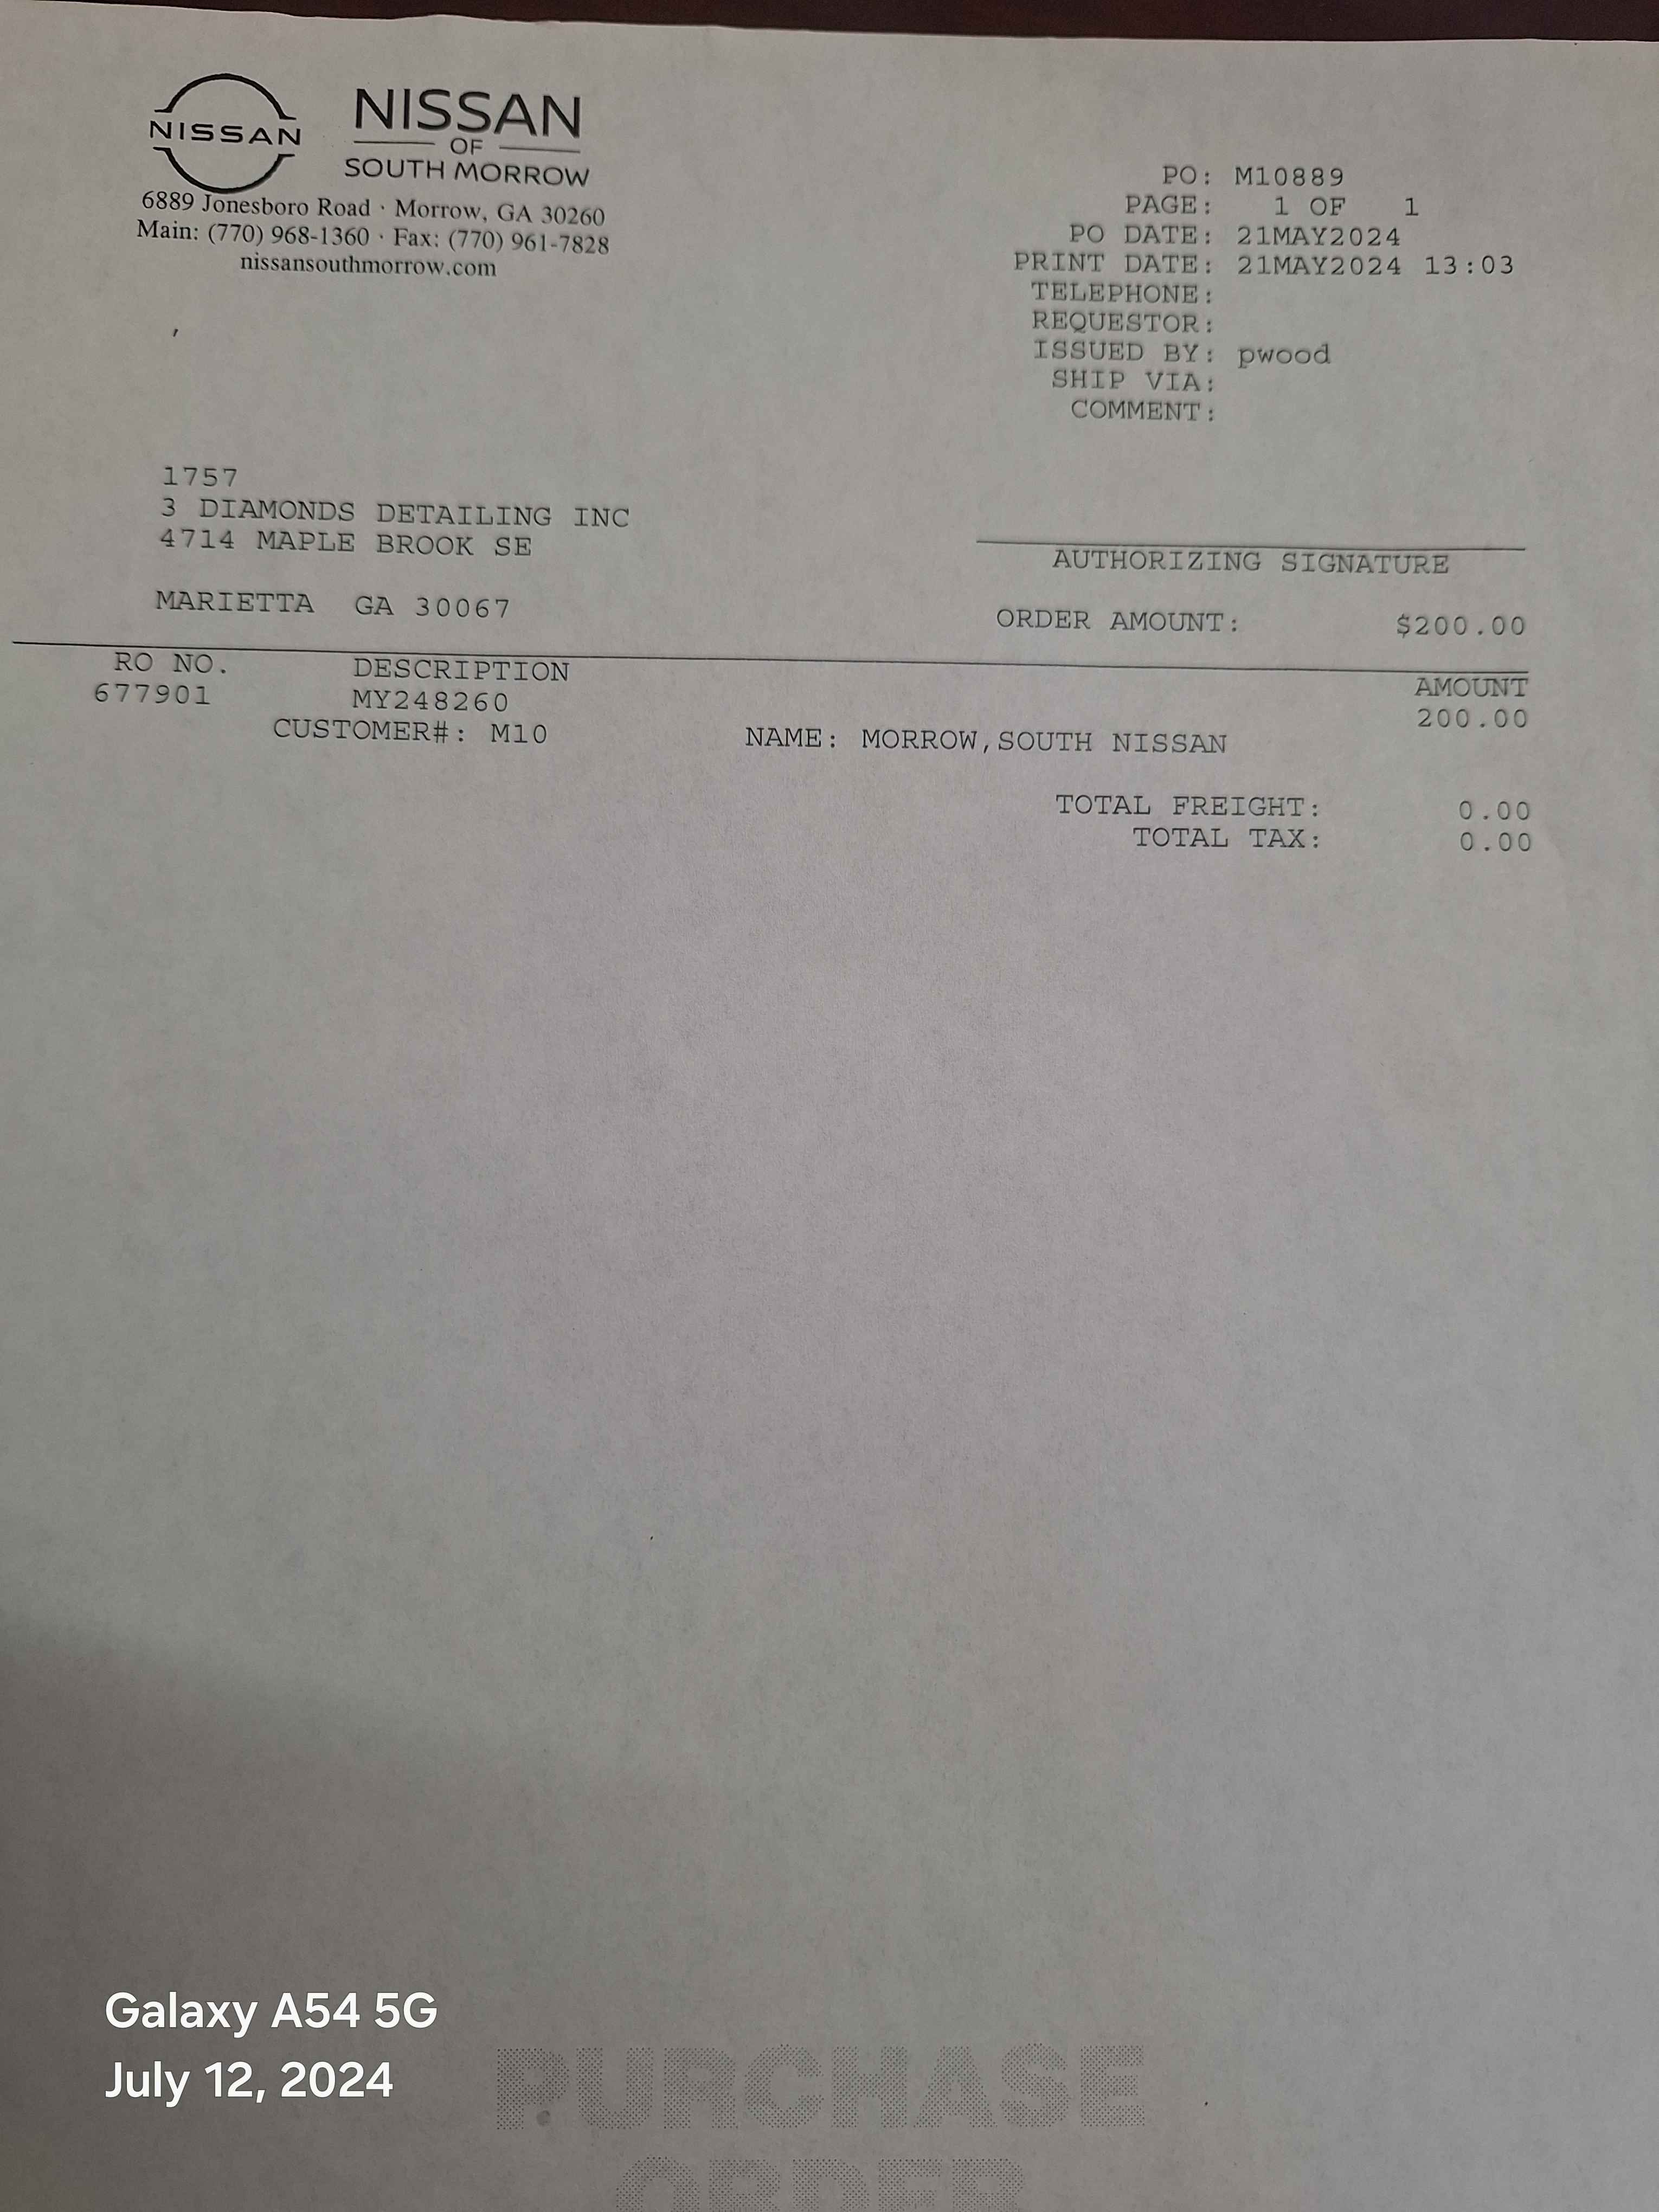 NISSAN
NISSAN
OF
SOUTH MORROW
6889 Jonesboro Road · Morrow, GA 30260
Main: (770) 968-1360 · Fax: (770) 961-7828
nissansouthmorrow.com
PO: M10889
PAGE: 1 OF 1
PO DATE: 21MAY2024
PRINT DATE: 21MAY2024 13:03
TELEPHONE:
REQUESTOR:
ISSUED BY: pwood
SHIP VIA:
COMMENT:
1757
3 DIAMONDS DETAILING INC
4714 MAPLE BROOK SE
MARIETTA GA 30067
AUTHORIZING SIGNATURE
ORDER AMOUNT: $200.00
RO NO. DESCRIPTION AMOUNT
677901 MY248260 200.00
CUSTOMER#: M10 NAME: MORROW,SOUTH NISSAN
TOTAL FREIGHT: 0.00
TOTAL TAX: 0.00
Galaxy A54 5G
July 12, 2024
PURCHASE
ORDER